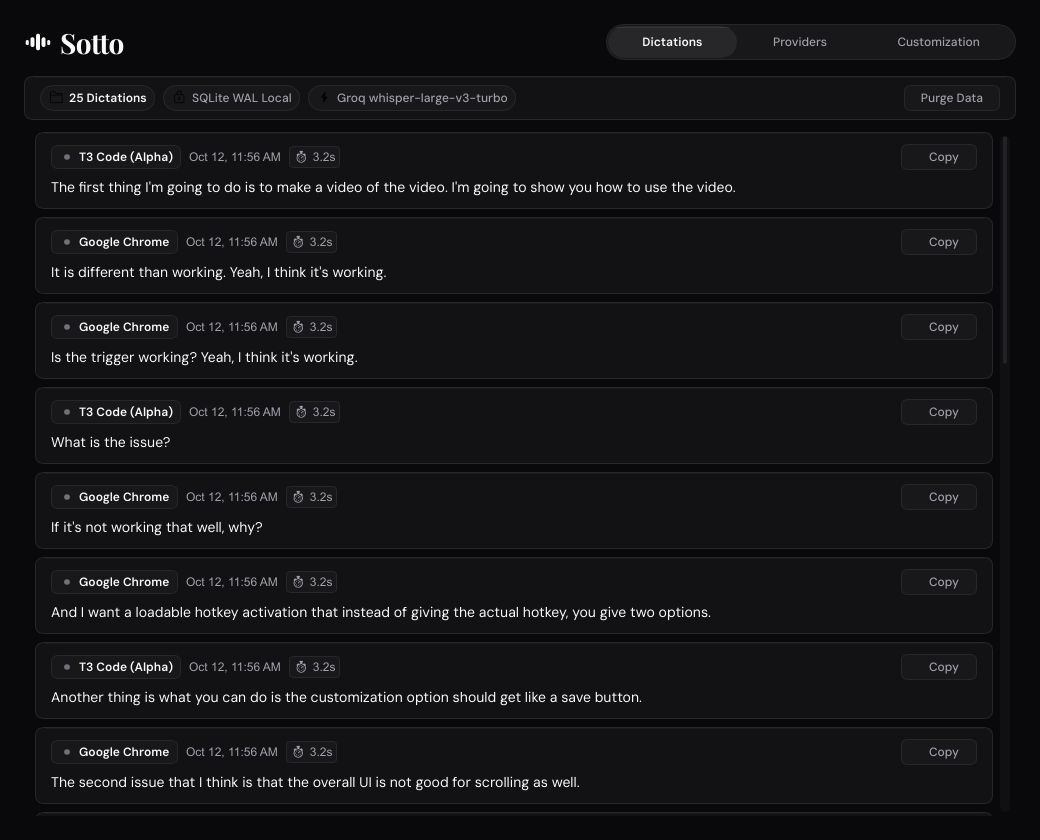 Sotto
Dictations Providers Customization
25 Dictations SQLite WAL Local Groq whisper-large-v3-turbo Purge Data
T3 Code (Alpha) Oct 12, 11:56 AM 3.2s Copy
The first thing I'm going to do is to make a video of the video. I'm going to show you how to use the video.
Google Chrome Oct 12, 11:56 AM 3.2s Copy
It is different than working. Yeah, I think it's working.
Google Chrome Oct 12, 11:56 AM 3.2s Copy
Is the trigger working? Yeah, I think it's working.
T3 Code (Alpha) Oct 12, 11:56 AM 3.2s Copy
What is the issue?
Google Chrome Oct 12, 11:56 AM 3.2s Copy
If it's not working that well, why?
Google Chrome Oct 12, 11:56 AM 3.2s Copy
And I want a loadable hotkey activation that instead of giving the actual hotkey, you give two options.
T3 Code (Alpha) Oct 12, 11:56 AM 3.2s Copy
Another thing is what you can do is the customization option should get like a save button.
Google Chrome Oct 12, 11:56 AM 3.2s Copy
The second issue that I think is that the overall UI is not good for scrolling as well.